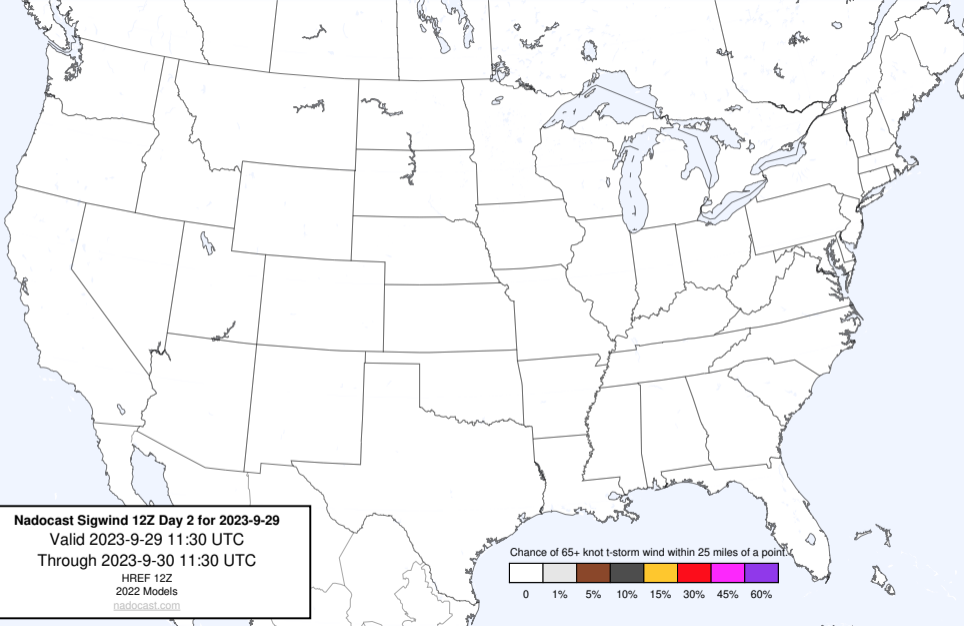 Nadocast Sigwind 12Z Day 2 for 2023-9-29
Valid 2023-9-29 11:30 UTC
Through 2023-9-30 11:30 UTC
HREF 12Z
2022 Models
nadocast.com
Chance of 65+ knot t-storm wind within 25 miles of a point.
0 1% 5% 10% 15% 30% 45% 60%